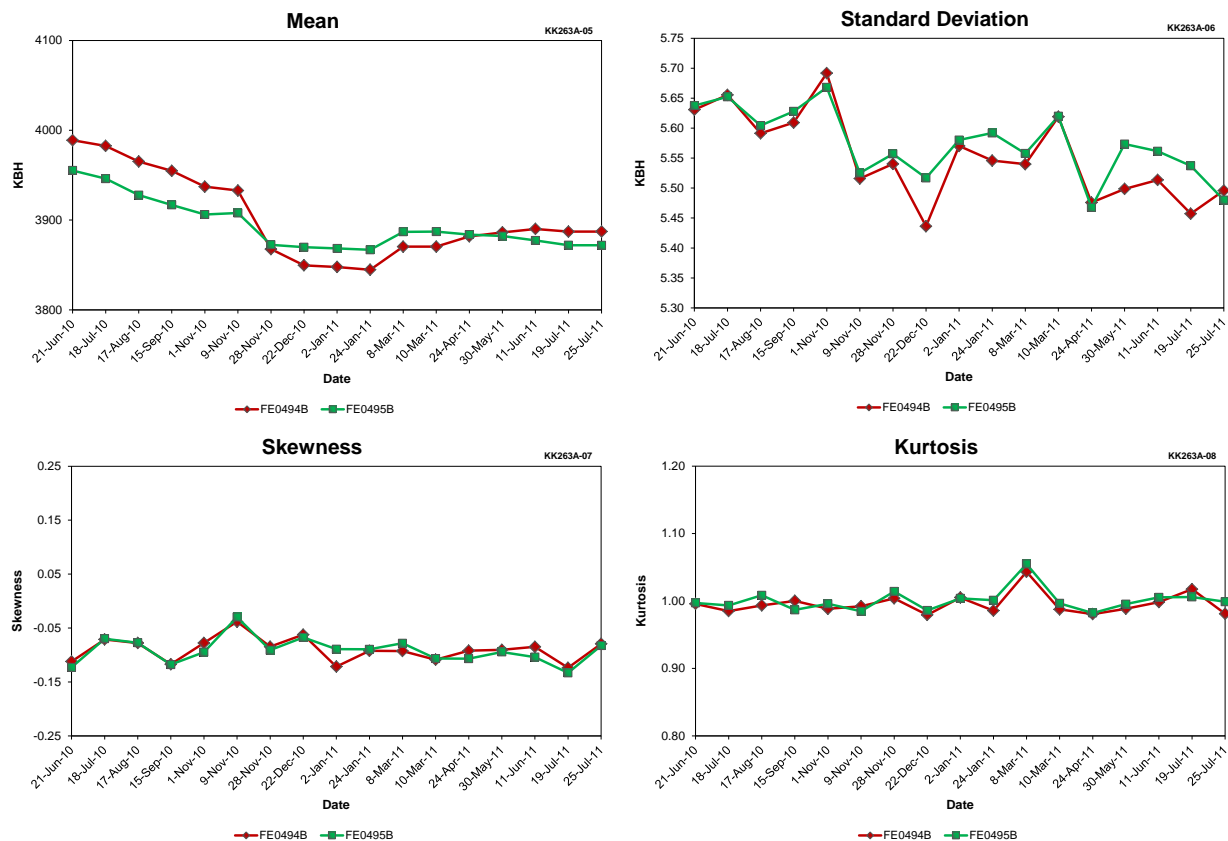 Mean
KK263A-05
4100
4000
3900
3800
KBH
21-Jun-10
18-Jul-10
17-Aug-10
15-Sep-10
1-Nov-10
9-Nov-10
28-Nov-10
22-Dec-10
2-Jan-11
24-Jan-11
8-Mar-11
10-Mar-11
24-Apr-11
30-May-11
11-Jun-11
19-Jul-11
25-Jul-11
Date
FE0494B FE0495B
Standard Deviation
KK263A-06
5.75
5.70
5.65
5.60
5.55
5.50
5.45
5.40
5.35
5.30
KBH
21-Jun-10
18-Jul-10
17-Aug-10
15-Sep-10
1-Nov-10
9-Nov-10
28-Nov-10
22-Dec-10
2-Jan-11
24-Jan-11
8-Mar-11
10-Mar-11
24-Apr-11
30-May-11
11-Jun-11
19-Jul-11
25-Jul-11
Date
FE0494B FE0495B
Skewness
KK263A-07
0.25
0.15
0.05
-0.05
-0.15
-0.25
Skewness
21-Jun-10
18-Jul-10
17-Aug-10
15-Sep-10
1-Nov-10
9-Nov-10
28-Nov-10
22-Dec-10
2-Jan-11
24-Jan-11
8-Mar-11
10-Mar-11
24-Apr-11
30-May-11
11-Jun-11
19-Jul-11
25-Jul-11
Date
FE0494B FE0495B
Kurtosis
KK263A-08
1.20
1.10
1.00
0.90
0.80
Kurtosis
21-Jun-10
18-Jul-10
17-Aug-10
15-Sep-10
1-Nov-10
9-Nov-10
28-Nov-10
22-Dec-10
2-Jan-11
24-Jan-11
8-Mar-11
10-Mar-11
24-Apr-11
30-May-11
11-Jun-11
19-Jul-11
25-Jul-11
Date
FE0494B FE0495B